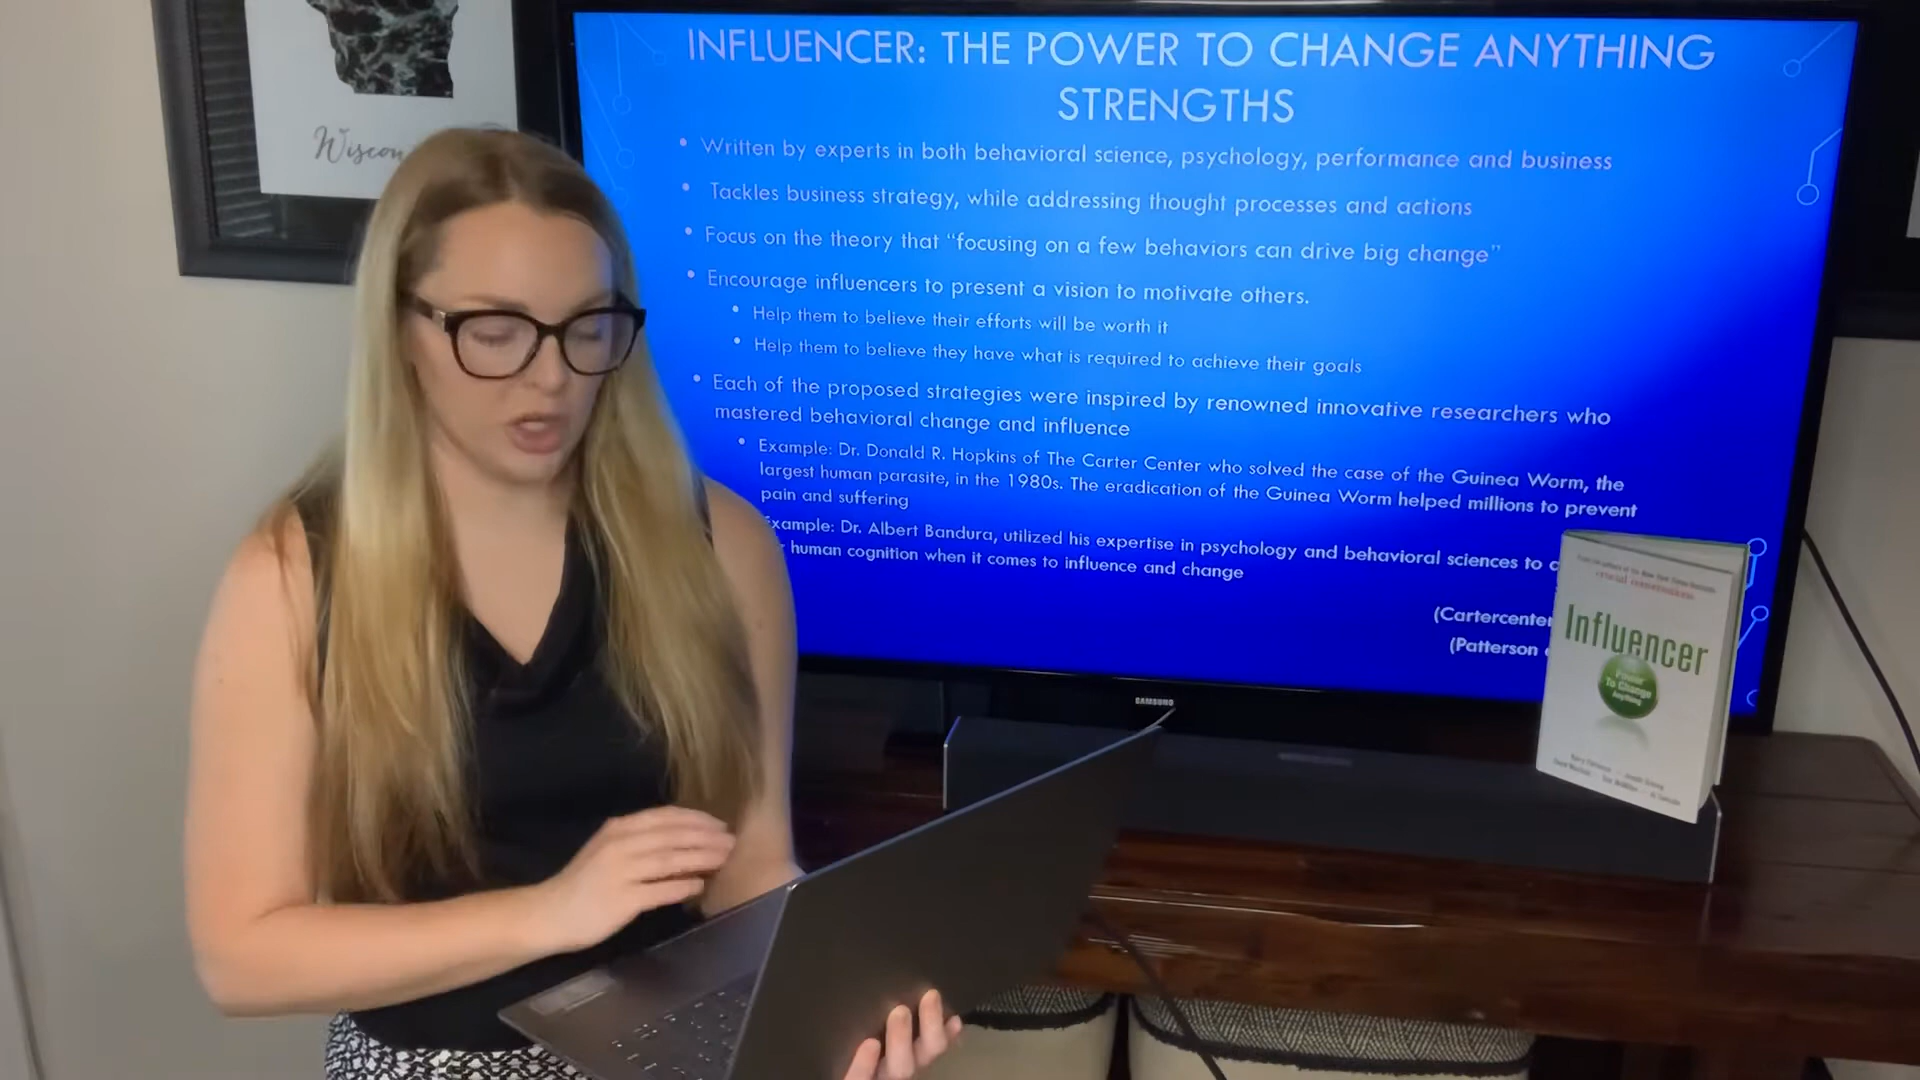 INFLUENCER: THE POWER TO CHANGE ANYTHING
STRENGTHS
• Written by experts in both behavioral science, psychology, performance and business
• Tackles business strategy, while addressing thought processes and actions
• Focus on the theory that "focusing on a few behaviors can drive big change"
• Encourage influencers to present a vision to motivate others.
• Help them to believe their efforts will be worth it
• Help them to believe they have what is required to achieve their goals
• Each of the proposed strategies were inspired by renowned innovative researchers who
mastered behavioral change and influence
• Example: Dr. Donald R. Hopkins of The Carter Center who solved the case of the Guinea Worm, the
largest human parasite, in the 1980s. The eradication of the Guinea Worm helped millions to prevent
pain and suffering
Example: Dr. Albert Bandura, utilized his expertise in psychology and behavioral sciences to
human cognition when it comes to influence and change
(Cartercenter
(Patterson
SAMSUNG
crucial conversations
Influencer
Power
To Change
Anything